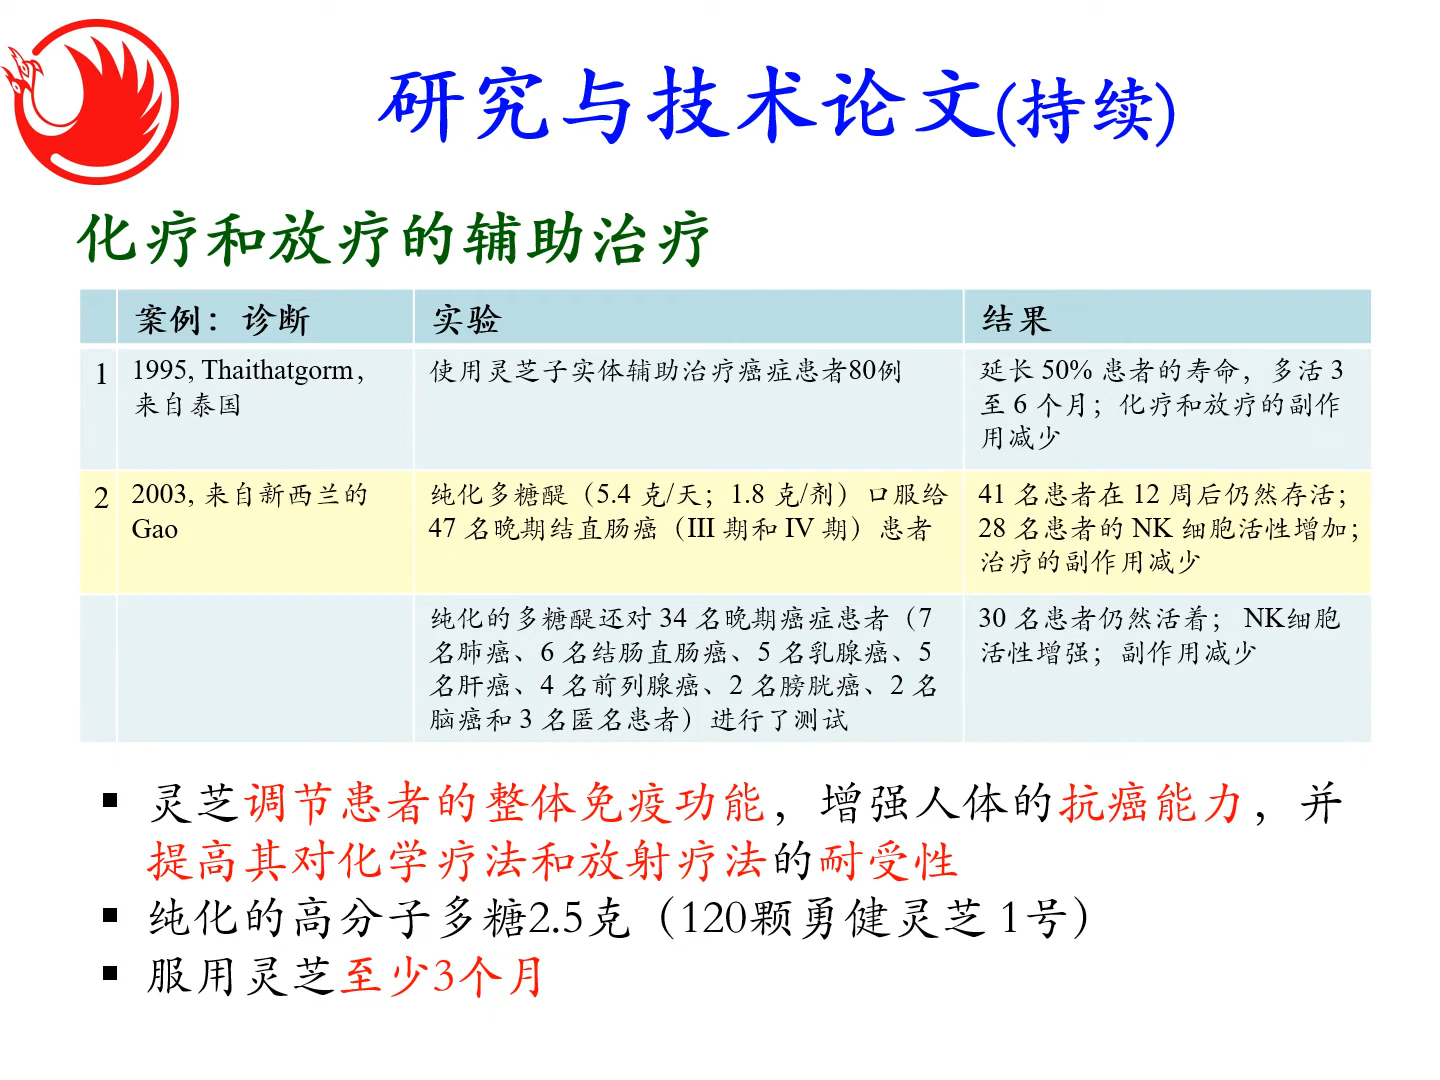 研究与技术论文(持续)
化疗和放疗的辅助治疗
案例：诊断
实验
结果
1
1995, Thaithatgorm，
来自泰国
使用灵芝子实体辅助治疗癌症患者80例
延长 50% 患者的寿命，多活 3
至 6 个月；化疗和放疗的副作
用减少
2
2003, 来自新西兰的
Gao
纯化多糖醍（5.4 克/天；1.8 克/剂）口服给
47 名晚期结直肠癌（III 期和 IV 期）患者
41 名患者在 12 周后仍然存活；
28 名患者的 NK 细胞活性增加；
治疗的副作用减少
纯化的多糖醍还对 34 名晚期癌症患者（7
名肺癌、6 名结肠直肠癌、5 名乳腺癌、5
名肝癌、4 名前列腺癌、2 名膀胱癌、2 名
脑癌和 3 名匿名患者）进行了测试
30 名患者仍然活着； NK细胞
活性增强；副作用减少
▪ 灵芝调节患者的整体免疫功能，增强人体的抗癌能力，并
提高其对化学疗法和放射疗法的耐受性
▪ 纯化的高分子多糖2.5克（120颗勇健灵芝 1号）
▪ 服用灵芝至少3个月